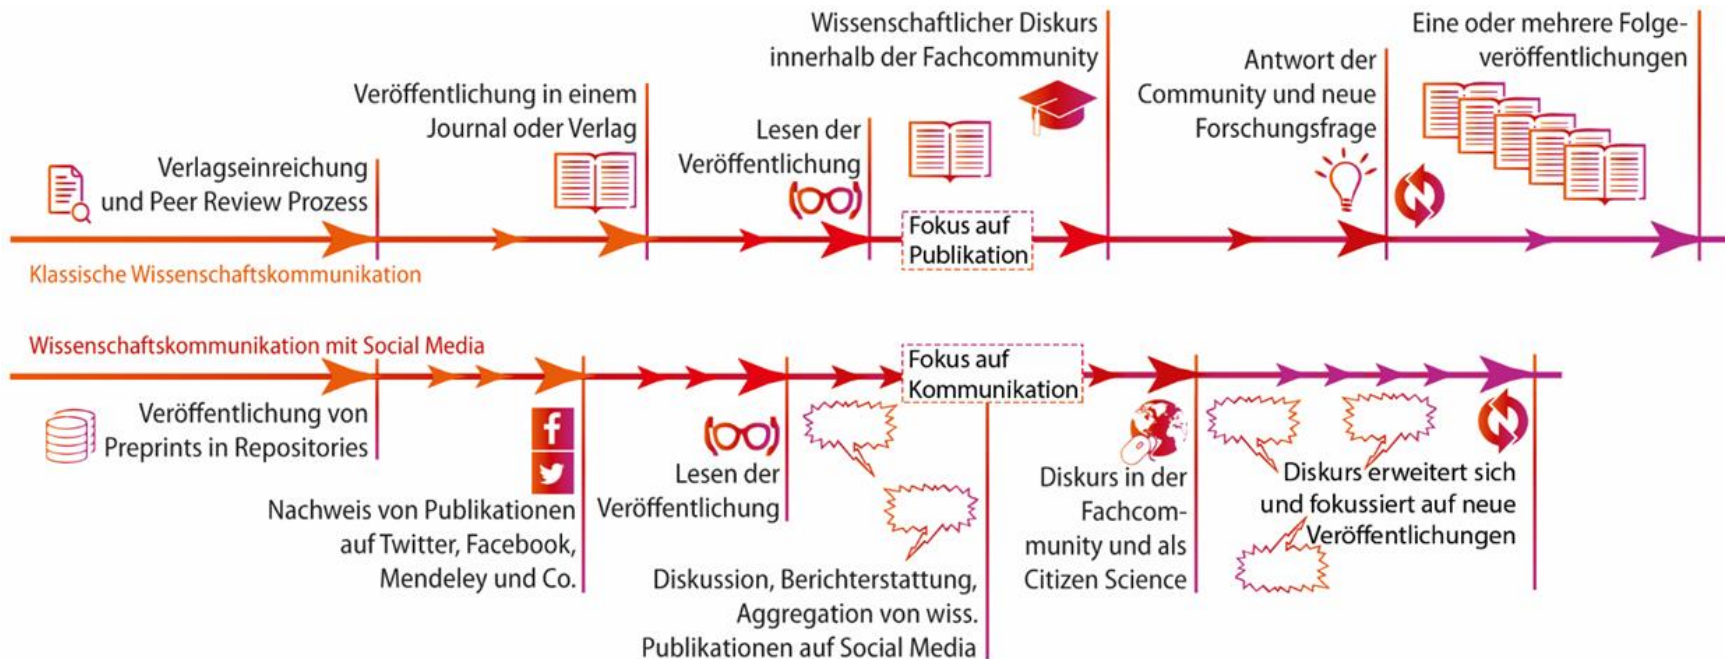 Verlagseinreichung
und Peer Review Prozess
Veröffentlichung in einem
Journal oder Verlag
Lesen der
Veröffentlichung
Wissenschaftlicher Diskurs
innerhalb der Fachcommunity
Fokus auf
Publikation
Antwort der
Community und neue
Forschungsfrage
Eine oder mehrere Folge-
veröffentlichungen
Klassische Wissenschaftskommunikation
Wissenschaftskommunikation mit Social Media
Veröffentlichung von
Preprints in Repositories
f
Nachweis von Publikationen
auf Twitter, Facebook,
Mendeley und Co.
Lesen der
Veröffentlichung
Fokus auf
Kommunikation
Diskussion, Berichterstattung,
Aggregation von wiss.
Publikationen auf Social Media
Diskurs in der
Fachcom-
munity und als
Citizen Science
Diskurs erweitert sich
und fokussiert auf neue
Veröffentlichungen